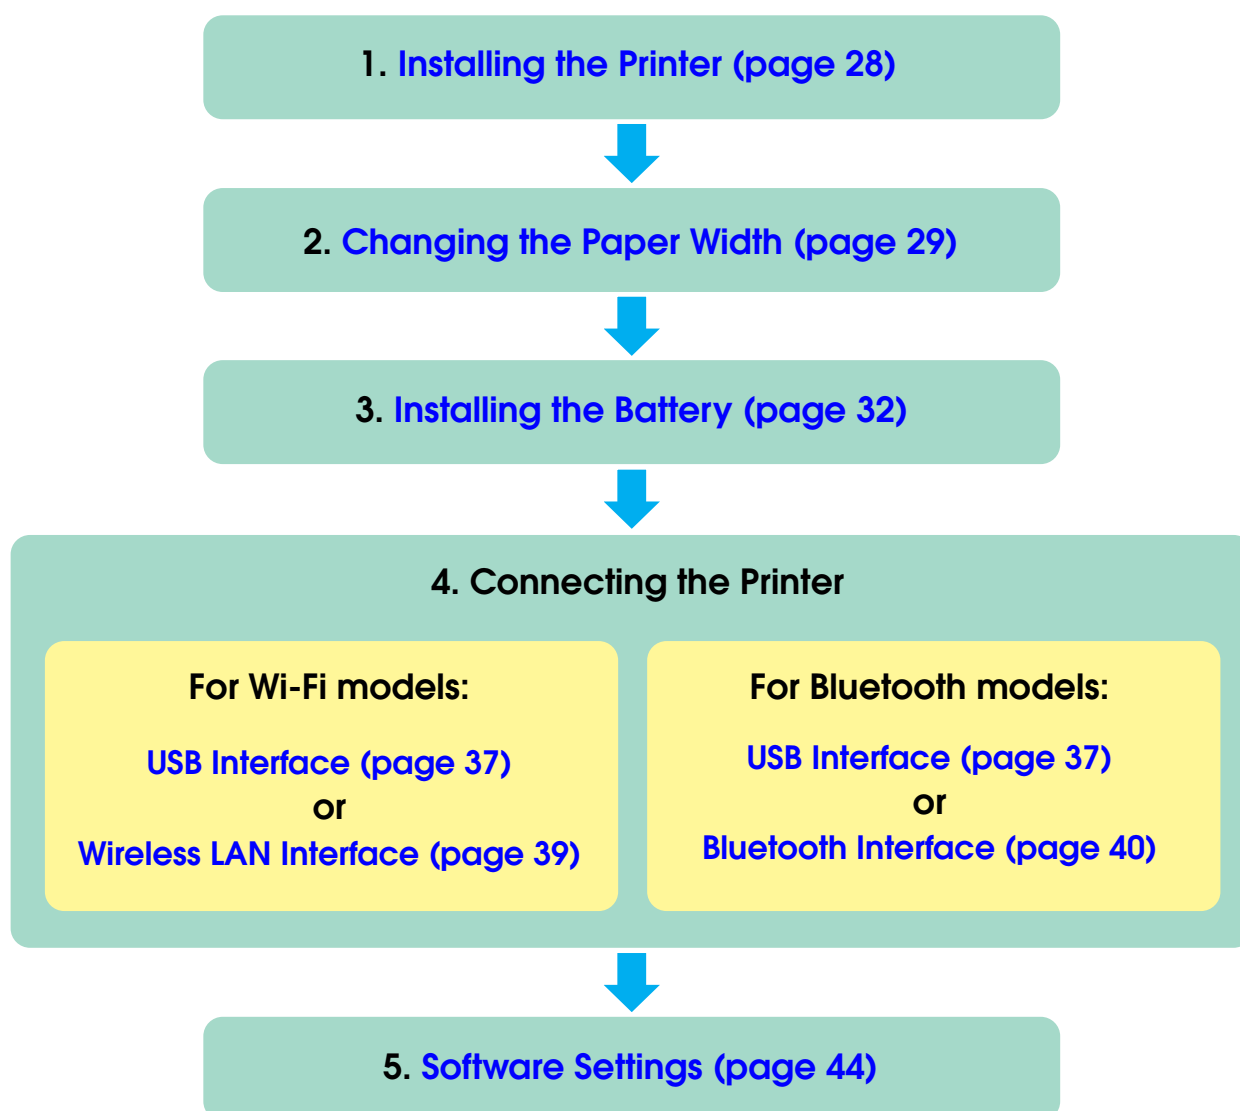 1. Installing the Printer (page 28)
2. Changing the Paper Width (page 29)
3. Installing the Battery (page 32)
4. Connecting the Printer
For Wi-Fi models:
USB Interface (page 37)
or
Wireless LAN Interface (page 39)
For Bluetooth models:
USB Interface (page 37)
or
Bluetooth Interface (page 40)
5. Software Settings (page 44)